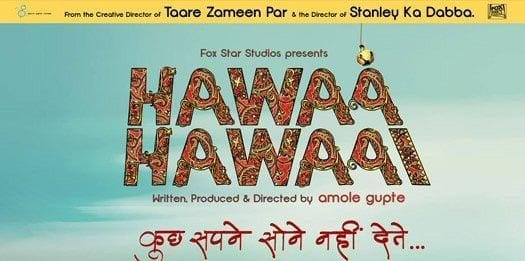 From the Creative Director of Taare Zameen Par & the Director of Stanley Ka Dabba.
Fox Star Studios presents
HAWAA
HAWAAI
Written, Produced & Directed by amole gupte
कुछ सपने सोने नहीं देते...